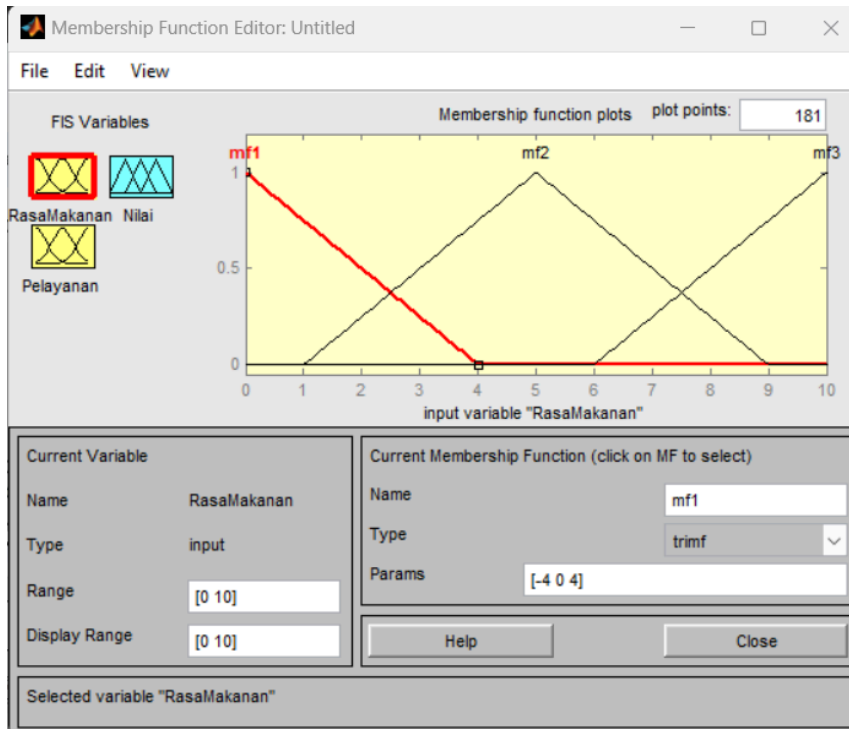 Membership Function Editor: Untitled
File Edit View
FIS Variables
Membership function plots plot points: 181
mf1 mf2 mf3
1
0.5
0
0 1 2 3 4 5 6 7 8 9 10
input variable "RasaMakanan"
RasaMakanan Nilai
Pelayanan
Current Variable
Name RasaMakanan
Type input
Range [0 10]
Display Range [0 10]
Current Membership Function (click on MF to select)
Name mf1
Type trimf
Params [-4 0 4]
Help Close
Selected variable "RasaMakanan"